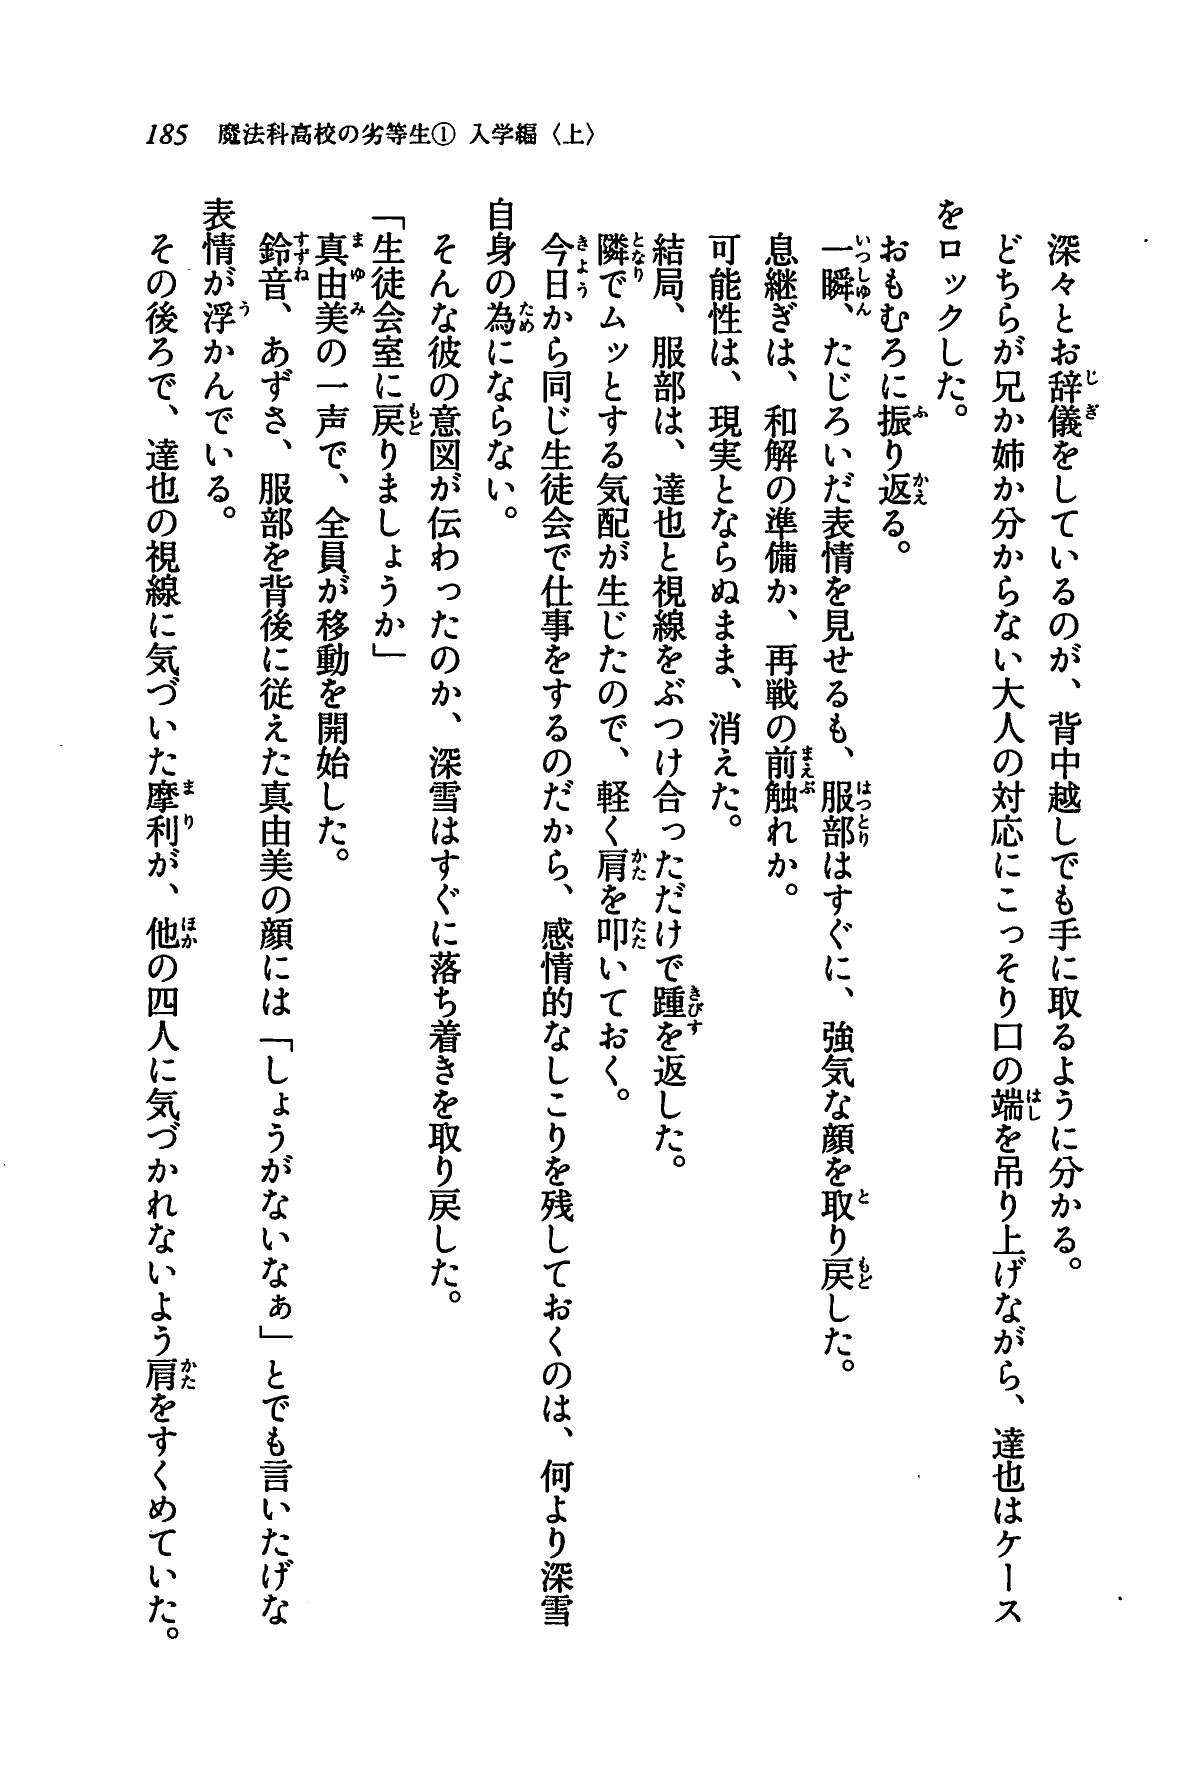 185 魔法科高校の劣等生① 入学編〈上〉
深々とお辞儀をしているのが、背中越しでも手に取るように分かる。
どちらが兄か姉か分からない大人の対応にこっそり口の端を吊り上げながら、達也はケース
をロックした。
おもむろに振り返る。
一瞬、たじろいだ表情を見せるも、服部はすぐに、強気な顔を取り戻した。
息継ぎは、和解の準備か、再戦の前触れか。
可能性は、現実とならぬまま、消えた。
結局、服部は、達也と視線をぶつけ合っただけで踵を返した。
隣でムッとする気配が生じたので、軽く肩を叩いておく。
今日から同じ生徒会で仕事をするのだから、感情的なしこりを残しておくのは、何より深雪
自身の為にならない。
そんな彼の意図が伝わったのか、深雪はすぐに落ち着きを取り戻した。
「生徒会室に戻りましょうか」
真由美の一声で、全員が移動を開始した。
鈴音、あずさ、服部を背後に従えた真由美の顔には「しょうがないなぁ」とでも言いたげな
表情が浮かんでいる。
その後ろで、達也の視線に気づいた摩利が、他の四人に気づかれないよう肩をすくめていた。